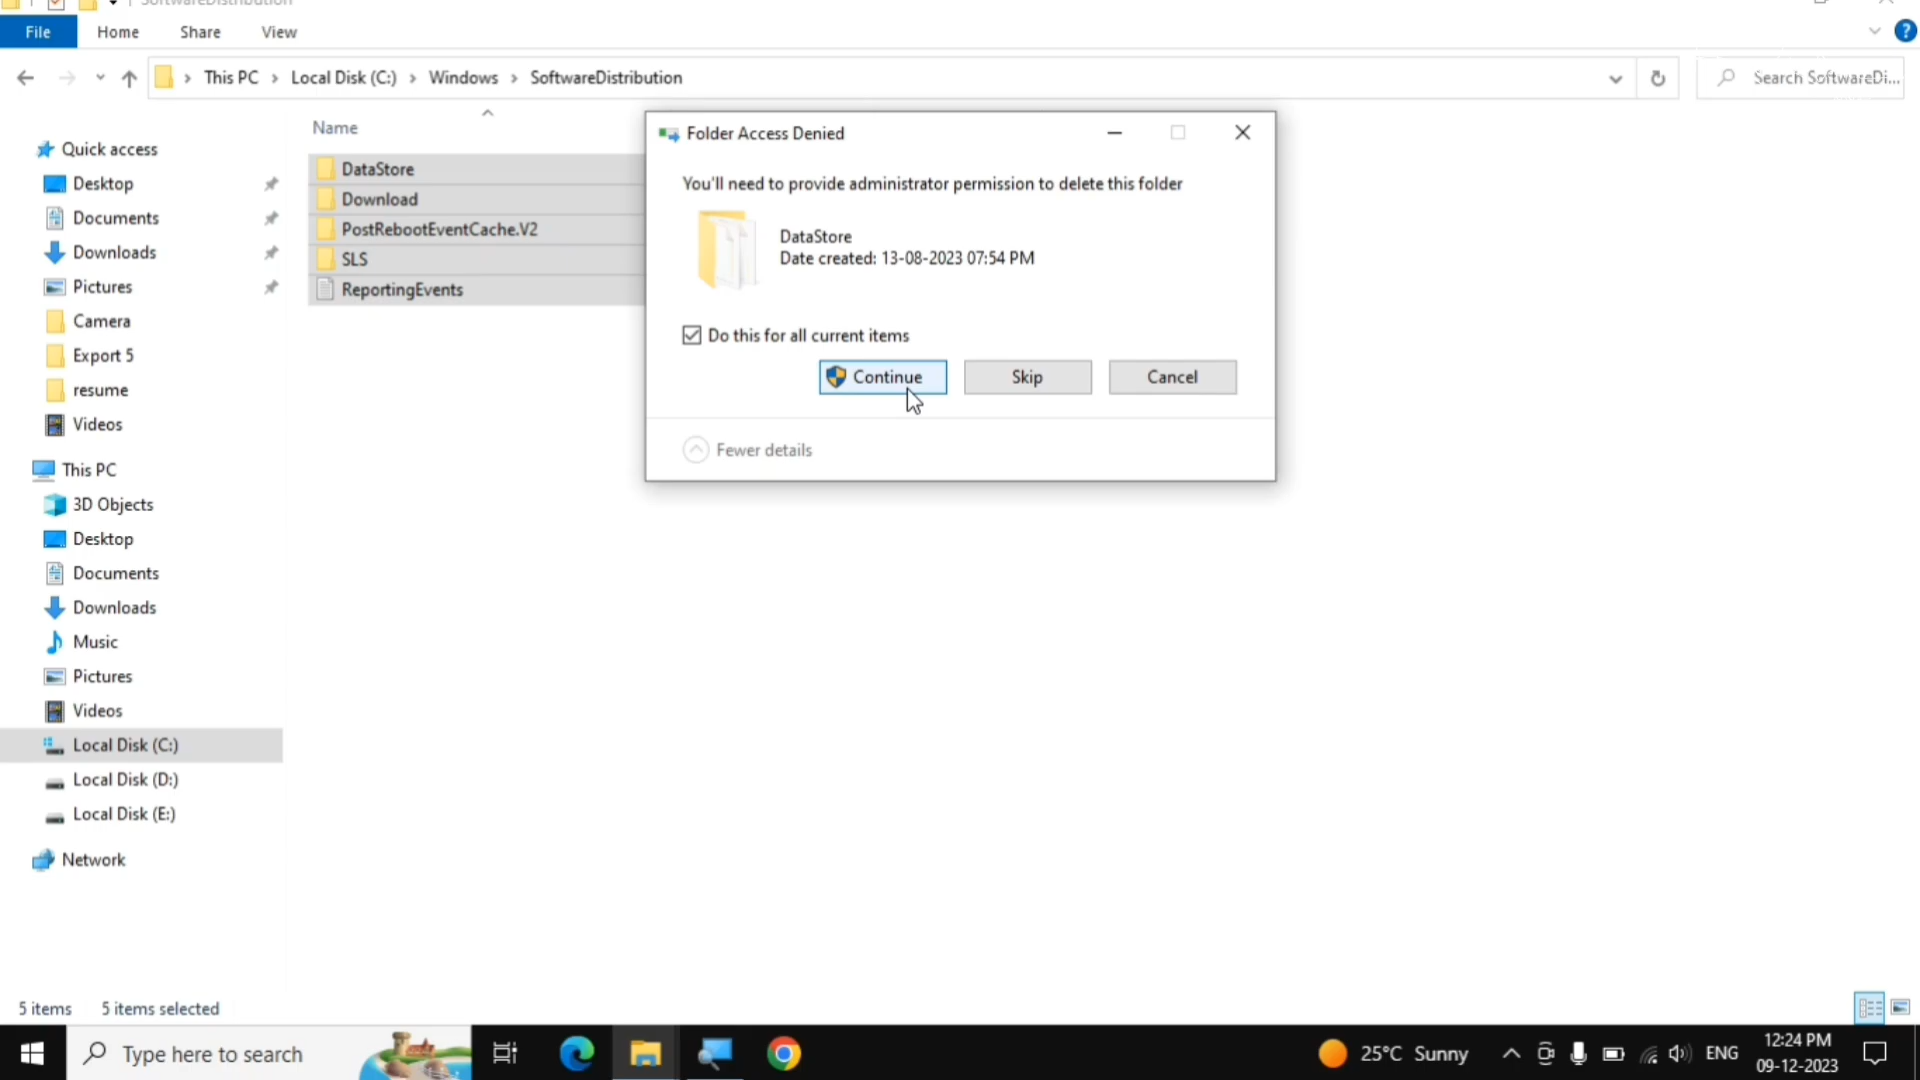 SoftwareDistribution
File Home Share View
This PC Local Disk (C:) Windows SoftwareDistribution
Search SoftwareDi...
Name
Quick access
Desktop
Documents
Downloads
Pictures
Camera
Export 5
resume
Videos
This PC
3D Objects
Desktop
Documents
Downloads
Music
Pictures
Videos
Local Disk (C:)
Local Disk (D:)
Local Disk (E:)
Network
DataStore
Download
PostRebootEventCache.V2
SLS
ReportingEvents
Folder Access Denied
You'll need to provide administrator permission to delete this folder
DataStore
Date created: 13-08-2023 07:54 PM
Do this for all current items
Continue Skip Cancel
Fewer details
5 items 5 items selected
Type here to search
25°C Sunny
ENG
12:24 PM
09-12-2023